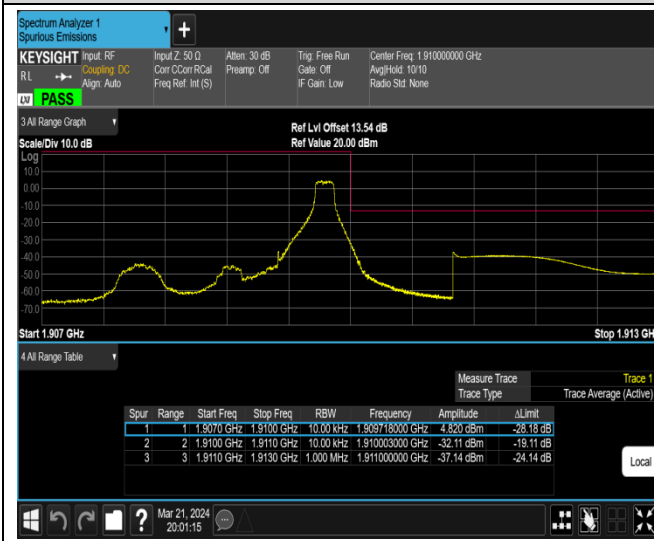 Spectrum Analyzer 1
Spurious Emissions
+
KEYSIGHT
RL
LXI
PASS
Input: RF
Coupling: DC
Align: Auto
Input Z: 50 Ω
Corr CCorr RCal
Freq Ref: Int (S)
Atten: 30 dB
Preamp: Off
Trig: Free Run
Gate: Off
IF Gain: Low
Center Freq: 1.910000000 GHz
Avg|Hold: 10/10
Radio Std: None
3 All Range Graph
Scale/Div 10.0 dB
Ref Lvl Offset 13.54 dB
Ref Value 20.00 dBm
Log
10.0
0.00
-10.0
-20.0
-30.0
-40.0
-50.0
-60.0
-70.0
Start 1.907 GHz
Stop 1.913 GH
4 All Range Table
Measure Trace Trace 1
Trace Type Trace Average (Active)
Spur Range Start Freq Stop Freq RBW Frequency Amplitude ΔLimit
1 1 1.9070 GHz 1.9100 GHz 10.00 kHz 1.909718000 GHz 4.820 dBm -28.18 dB
2 2 1.9100 GHz 1.9110 GHz 10.00 kHz 1.910003000 GHz -32.11 dBm -19.11 dB
3 3 1.9110 GHz 1.9130 GHz 1.000 MHz 1.911000000 GHz -37.14 dBm -24.14 dB
Local
?
Mar 21, 2024
20:01:15